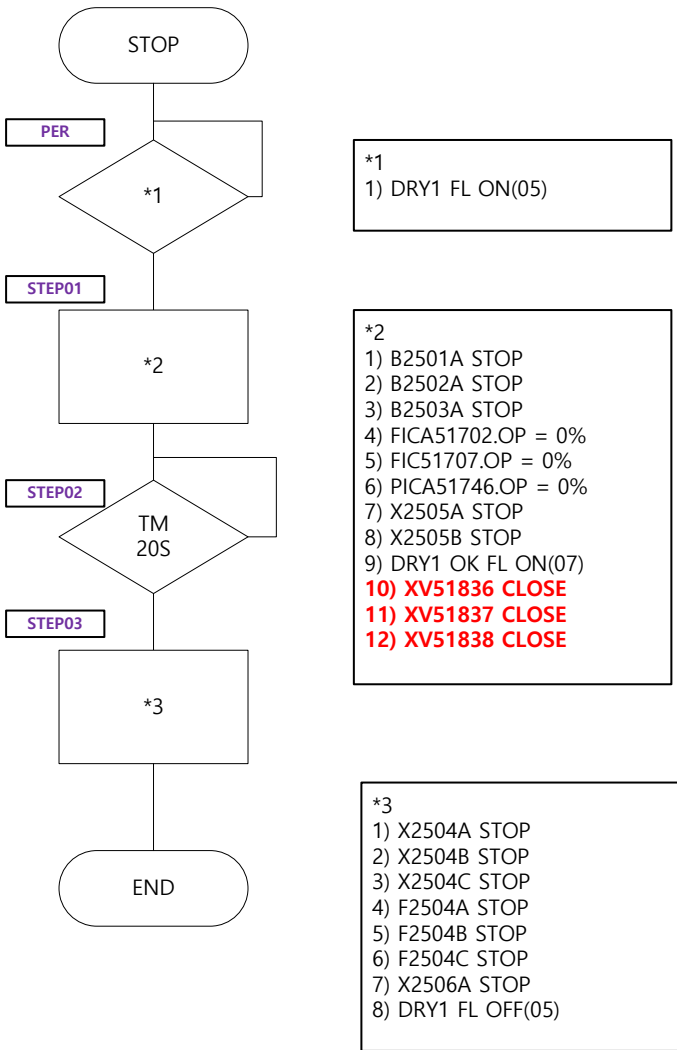 STOP
PER
*1
*1
1) DRY1 FL ON(05)
STEP01
*2
*2
1) B2501A STOP
2) B2502A STOP
3) B2503A STOP
4) FICA51702.OP = 0%
5) FIC51707.OP = 0%
6) PICA51746.OP = 0%
7) X2505A STOP
8) X2505B STOP
9) DRY1 OK FL ON(07)
10) XV51836 CLOSE
11) XV51837 CLOSE
12) XV51838 CLOSE
STEP02
TM
20S
STEP03
*3
*3
1) X2504A STOP
2) X2504B STOP
3) X2504C STOP
4) F2504A STOP
5) F2504B STOP
6) F2504C STOP
7) X2506A STOP
8) DRY1 FL OFF(05)
END